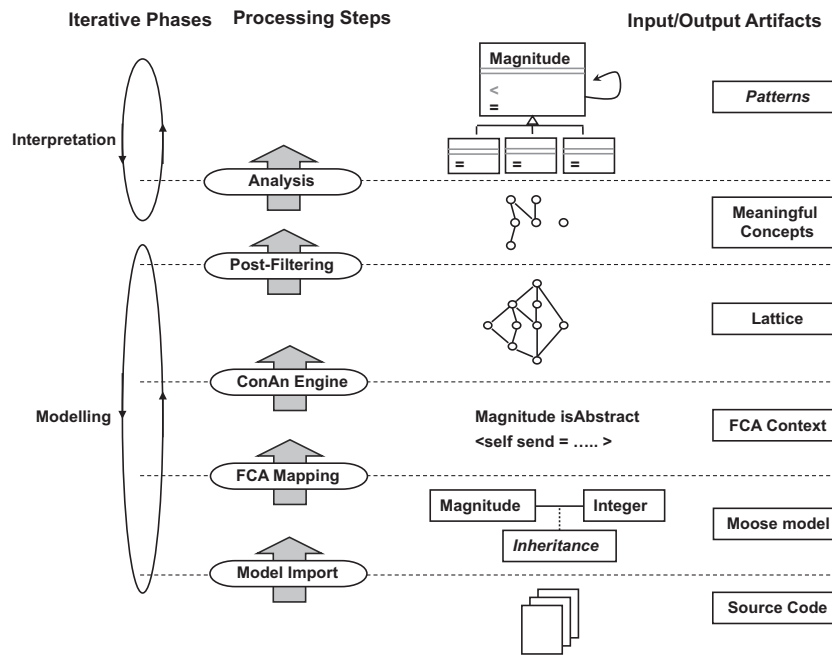 Iterative Phases Processing Steps Input/Output Artifacts
Magnitude
<
=
Patterns
Interpretation
= = =
Analysis
Meaningful
Concepts
Post-Filtering
Lattice
ConAn Engine
Modelling
Magnitude isAbstract
<self send = ..... >
FCA Context
FCA Mapping
Magnitude Integer
Moose model
Inheritance
Model Import
Source Code